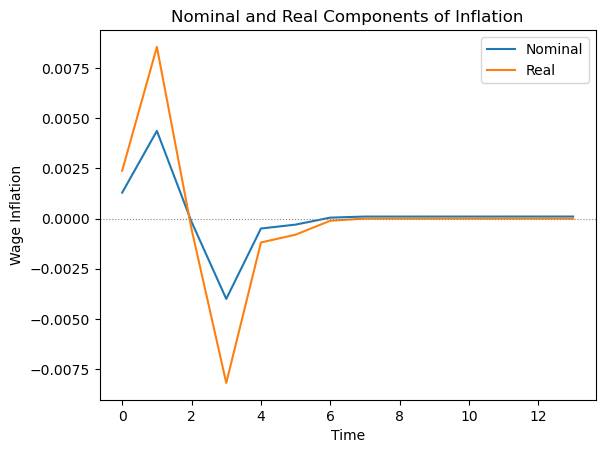 Nominal and Real Components of Inflation
Nominal
Real
0.0075
0.0050
0.0025
0.0000
−0.0025
−0.0050
−0.0075
Wage Inflation
0 2 4 6 8 10 12
Time